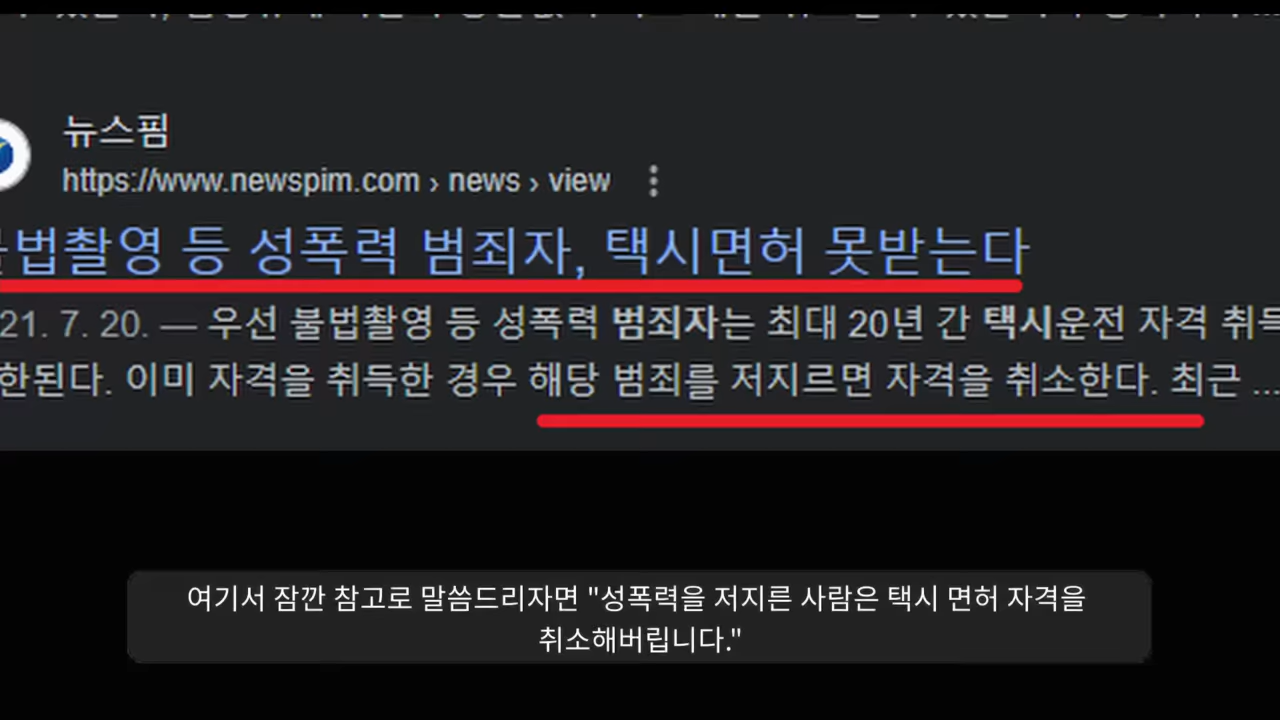 뉴스핌
https://www.newspim.com › news › view
법촬영 등 성폭력 범죄자, 택시면허 못받는다
21. 7. 20. — 우선 불법촬영 등 성폭력 범죄자는 최대 20년 간 택시운전 자격 취득
한된다. 이미 자격을 취득한 경우 해당 범죄를 저지르면 자격을 취소한다. 최근 ...
여기서 잠깐 참고로 말씀드리자면 "성폭력을 저지른 사람은 택시 면허 자격을
취소해버립니다."